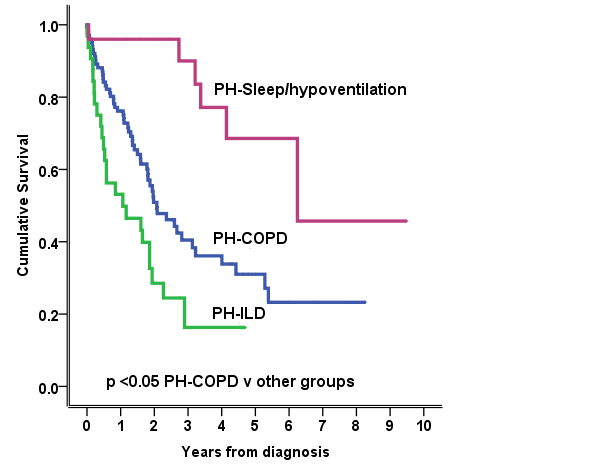 1.0
0.8
0.6
0.4
0.2
0.0
Cumulative Survival
PH-Sleep/hypoventilation
PH-COPD
PH-ILD
p <0.05 PH-COPD v other groups
0 1 2 3 4 5 6 7 8 9 10
Years from diagnosis